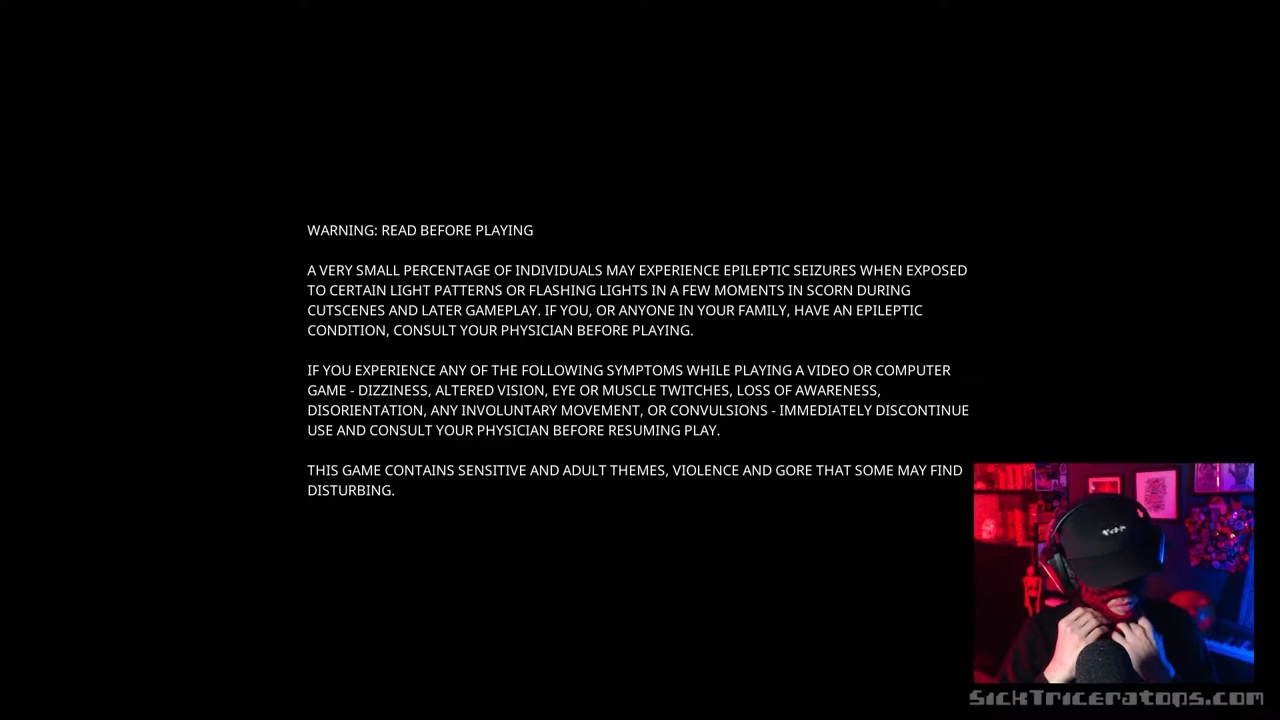 WARNING: READ BEFORE PLAYING
A VERY SMALL PERCENTAGE OF INDIVIDUALS MAY EXPERIENCE EPILEPTIC SEIZURES WHEN EXPOSED
TO CERTAIN LIGHT PATTERNS OR FLASHING LIGHTS IN A FEW MOMENTS IN SCORN DURING
CUTSCENES AND LATER GAMEPLAY. IF YOU, OR ANYONE IN YOUR FAMILY, HAVE AN EPILEPTIC
CONDITION, CONSULT YOUR PHYSICIAN BEFORE PLAYING.
IF YOU EXPERIENCE ANY OF THE FOLLOWING SYMPTOMS WHILE PLAYING A VIDEO OR COMPUTER
GAME - DIZZINESS, ALTERED VISION, EYE OR MUSCLE TWITCHES, LOSS OF AWARENESS,
DISORIENTATION, ANY INVOLUNTARY MOVEMENT, OR CONVULSIONS - IMMEDIATELY DISCONTINUE
USE AND CONSULT YOUR PHYSICIAN BEFORE RESUMING PLAY.
THIS GAME CONTAINS SENSITIVE AND ADULT THEMES, VIOLENCE AND GORE THAT SOME MAY FIND
DISTURBING.
SickTriceratops.com